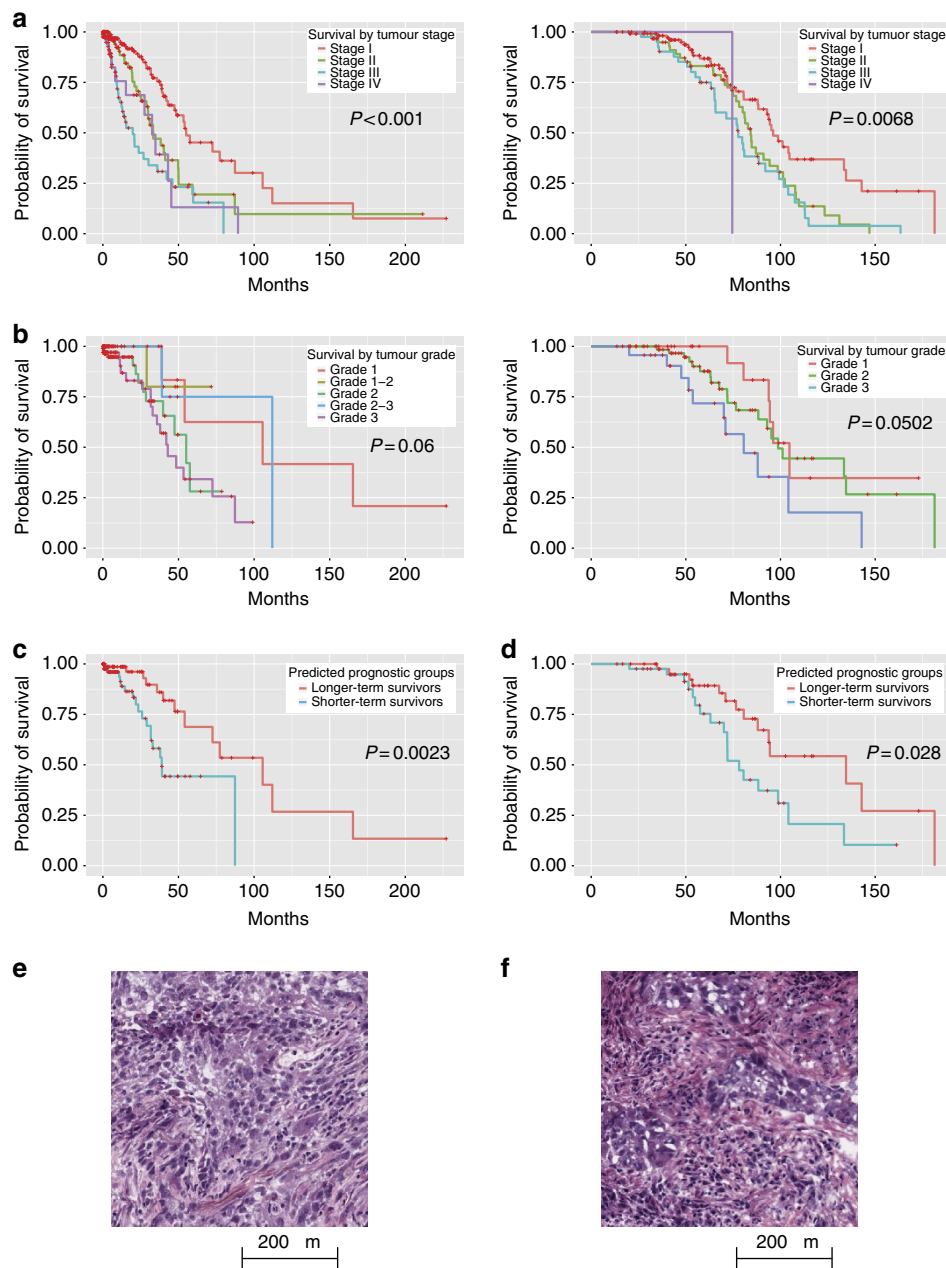 a
Probability of survival
1.00
0.75
0.50
0.25
0.00
0
50
100
150
200
Months
Survival by tumour stage
Stage I
Stage II
Stage III
Stage IV
P<0.001
Probability of survival
1.00
0.75
0.50
0.25
0.00
0
50
100
150
Months
Survival by tumuor stage
Stage I
Stage II
Stage III
Stage IV
P=0.0068
b
Probability of survival
1.00
0.75
0.50
0.25
0.00
0
50
100
150
200
Months
Survival by tumour grade
Grade 1
Grade 1–2
Grade 2
Grade 2–3
Grade 3
P=0.06
Probability of survival
1.00
0.75
0.50
0.25
0.00
0
50
100
150
Months
Survival by tumour grade
Grade 1
Grade 2
Grade 3
P=0.0502
c
Probability of survival
1.00
0.75
0.50
0.25
0.00
0
50
100
150
200
Months
Predicted prognostic groups
Longer-term survivors
Shorter-term survivors
P=0.0023
d
Probability of survival
1.00
0.75
0.50
0.25
0.00
0
50
100
150
Months
Predicted prognostic groups
Longer-term survivors
Shorter-term survivors
P=0.028
e
200 m
f
200 m